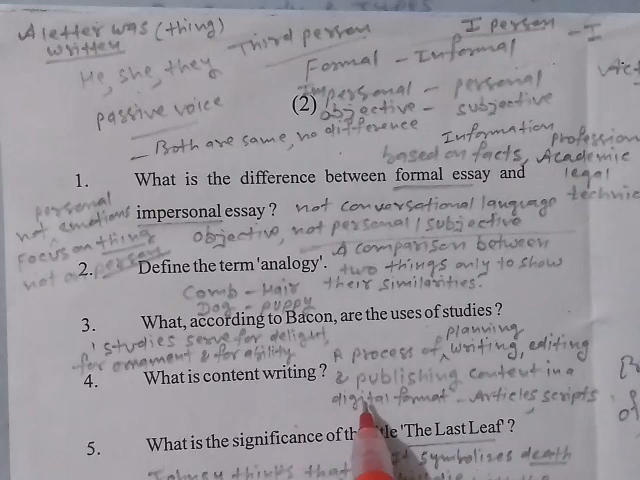 A letter was (thing) Third person I person - I
written
He, she, they Formal - Informal
Impersonal - personal
passive voice (2) objective - subjective
- Both are same, no difference Information
based on facts, Academic
1. What is the difference between formal essay and legal
personal
not emotions impersonal essay ? not conversational language
Focus on thing objective, not personal / subjective
not a person A comparison between
2. Define the term 'analogy'. two things only to show
Comb - Hair their similarities.
Dog - puppy
3. What, according to Bacon, are the uses of studies ?
'studies serve for delight, planning
for ornament & for ability A process of writing, editing
4. What is content writing ? & publishing content in a
digital format - Articles scripts
5. What is the significance of the title 'The Last Leaf' ?
It symbolizes death
thinks that